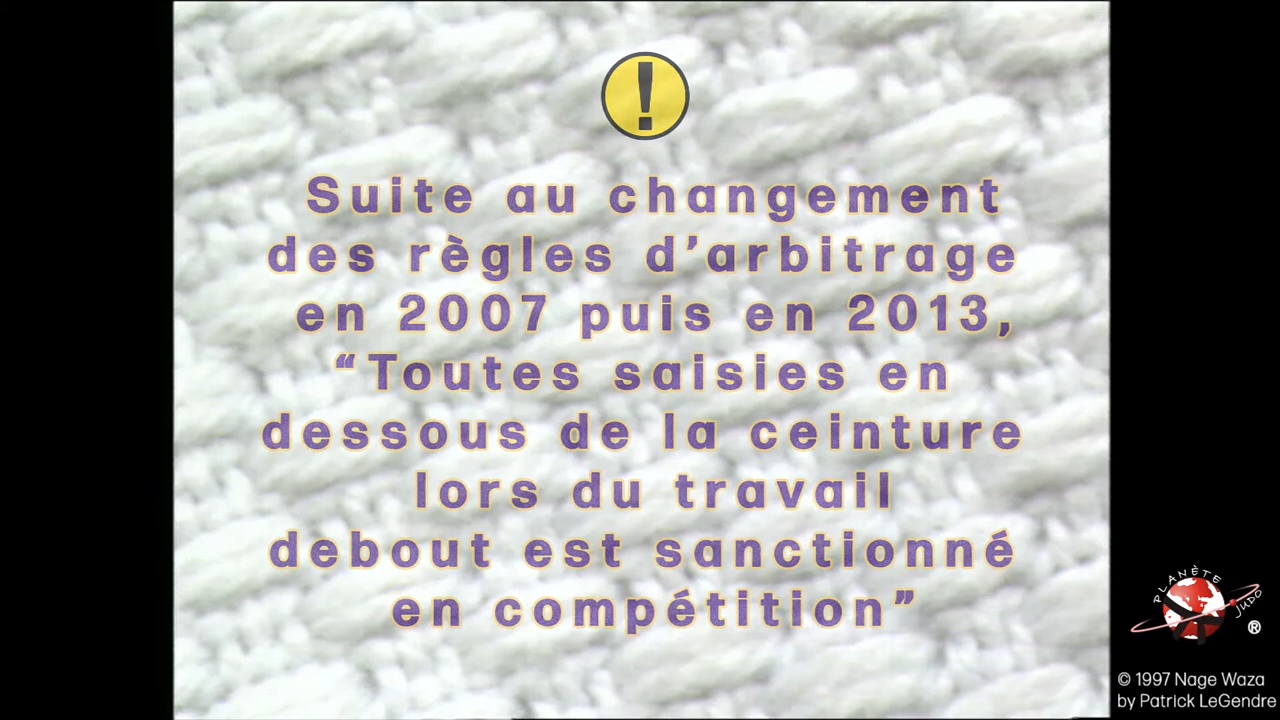 Suite au changement
des règles d’arbitrage
en 2007 puis en 2013,
“Toutes saisies en
dessous de la ceinture
lors du travail
debout est sanctionné
en compétition”
PLANÈTE JUDO ®
© 1997 Nage Waza
by Patrick LeGendre